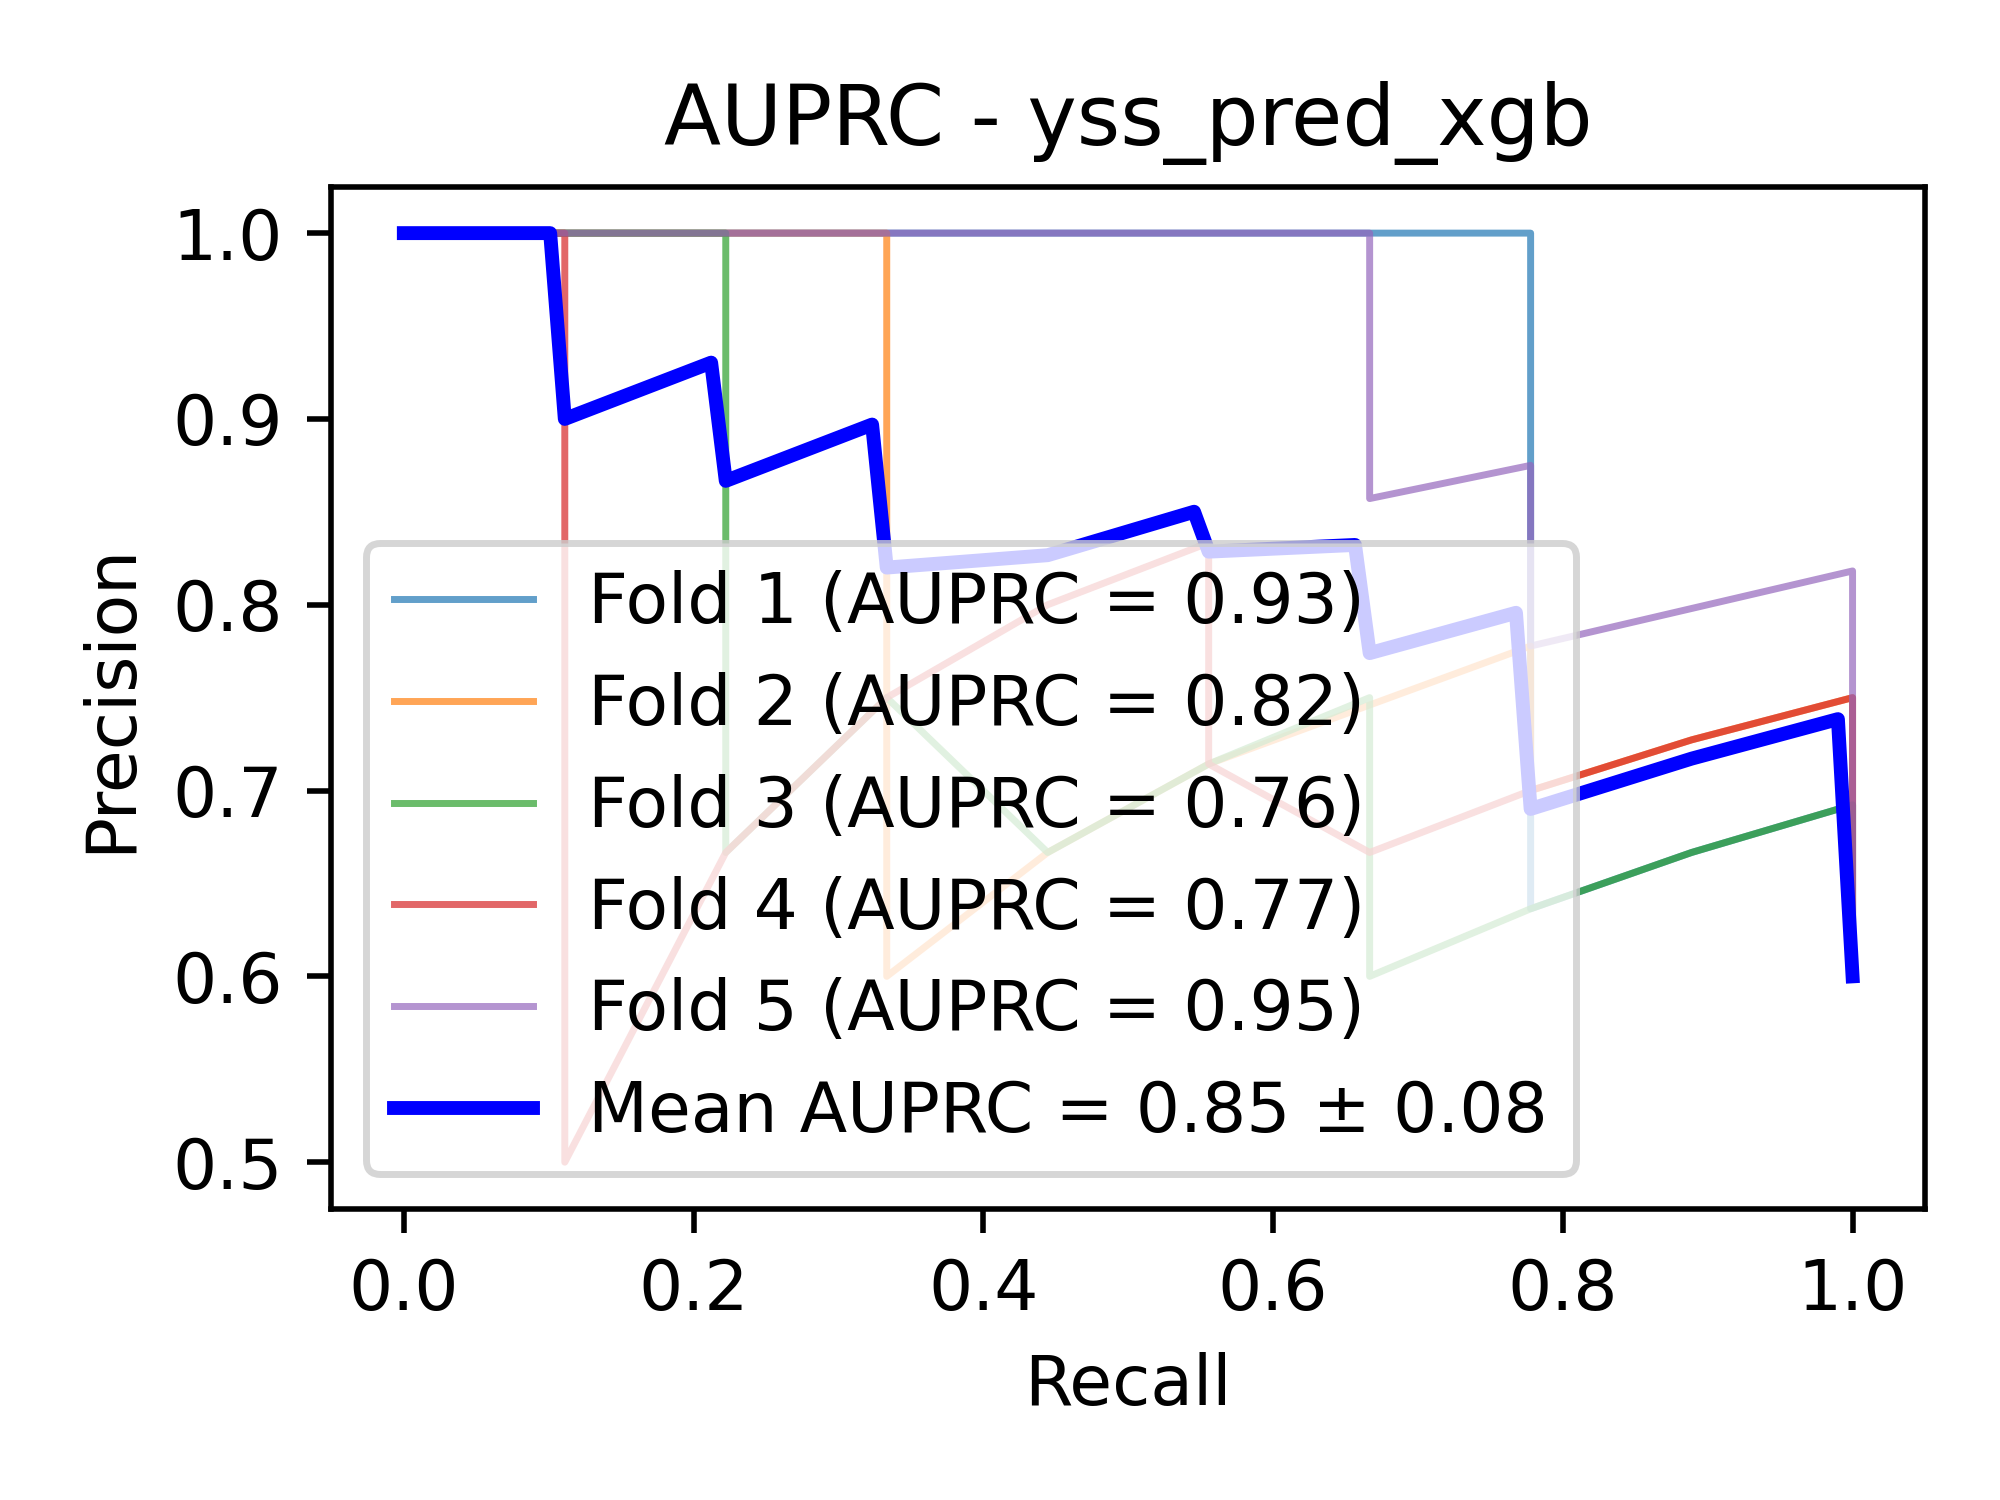 AUPRC - yss_pred_xgb
Precision
1.0
0.9
0.8
0.7
0.6
0.5
Fold 1 (AUPRC = 0.93)
Fold 2 (AUPRC = 0.82)
Fold 3 (AUPRC = 0.76)
Fold 4 (AUPRC = 0.77)
Fold 5 (AUPRC = 0.95)
Mean AUPRC = 0.85 ± 0.08
0.0 0.2 0.4 0.6 0.8 1.0
Recall